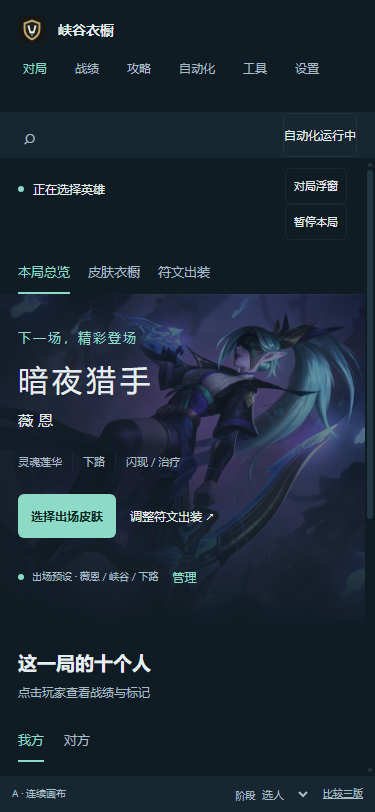 峡谷衣橱
对局 战绩 攻略 自动化 工具 设置
自动化运行中
正在选择英雄
对局浮窗
暂停本局
本局总览 皮肤衣橱 符文出装
下一场，精彩登场
暗夜猎手
薇恩
灵魂莲华 下路 闪现 / 治疗
选择出场皮肤 调整符文出装 ↗
出场预设 · 薇恩 / 峡谷 / 下路 管理
这一局的十个人
点击玩家查看战绩与标记
我方 对方
A · 连续画布 阶段 选人 比较三版